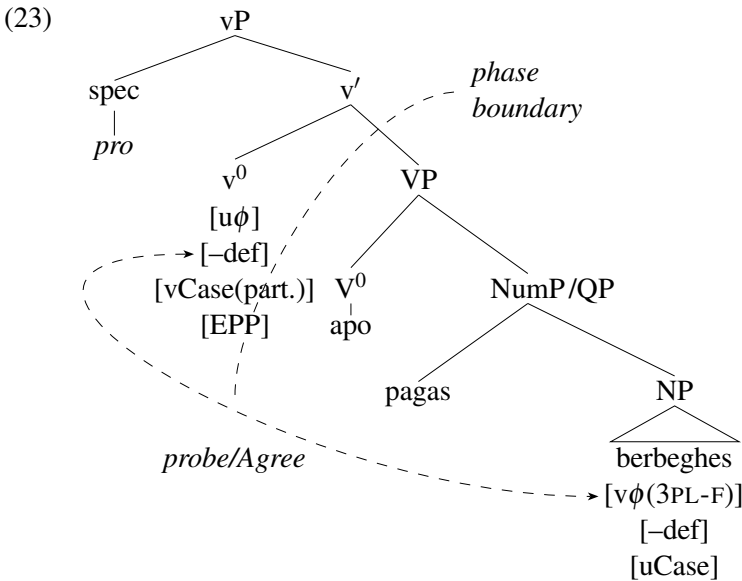 (23)
vP
spec
v′
phase
boundary
pro
v⁰
VP
[uϕ]
[–def]
[vCase(part.)]
[EPP]
V⁰
apo
NumP/QP
pagas
NP
probe/Agree
berbeghes
[vϕ(3PL-F)]
[–def]
[uCase]